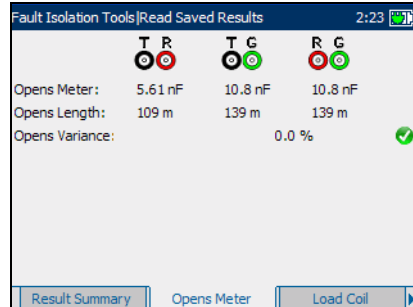 Fault Isolation Tools|Read Saved Results 2:23
T R T G R G
Opens Meter: 5.61 nF 10.8 nF 10.8 nF
Opens Length: 109 m 139 m 139 m
Opens Variance: 0.0 %
Result Summary Opens Meter Load Coil